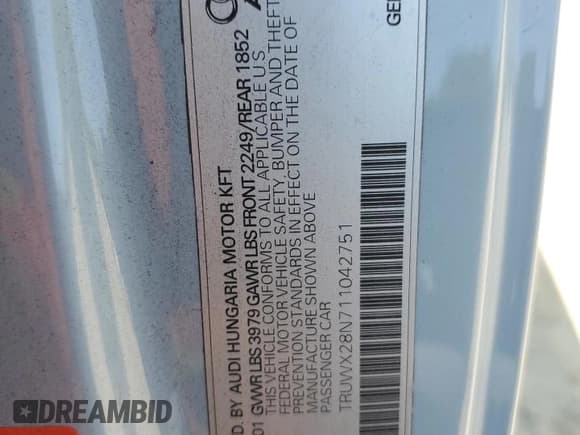 GE
D. BY AUDI HUNGARIA MOTOR KFT
01 GVWR LBS 3979 GAWR LBS FRONT 2249/REAR 1852
THIS VEHICLE CONFORMS TO ALL APPLICABLE U S
FEDERAL MOTOR VEHICLE SAFETY, BUMPER AND THEFT
PREVENTION STANDARDS IN EFFECT ON THE DATE OF
MANUFACTURE SHOWN ABOVE
PASSENGER CAR
TRUWX28N711042751
DREAMBID